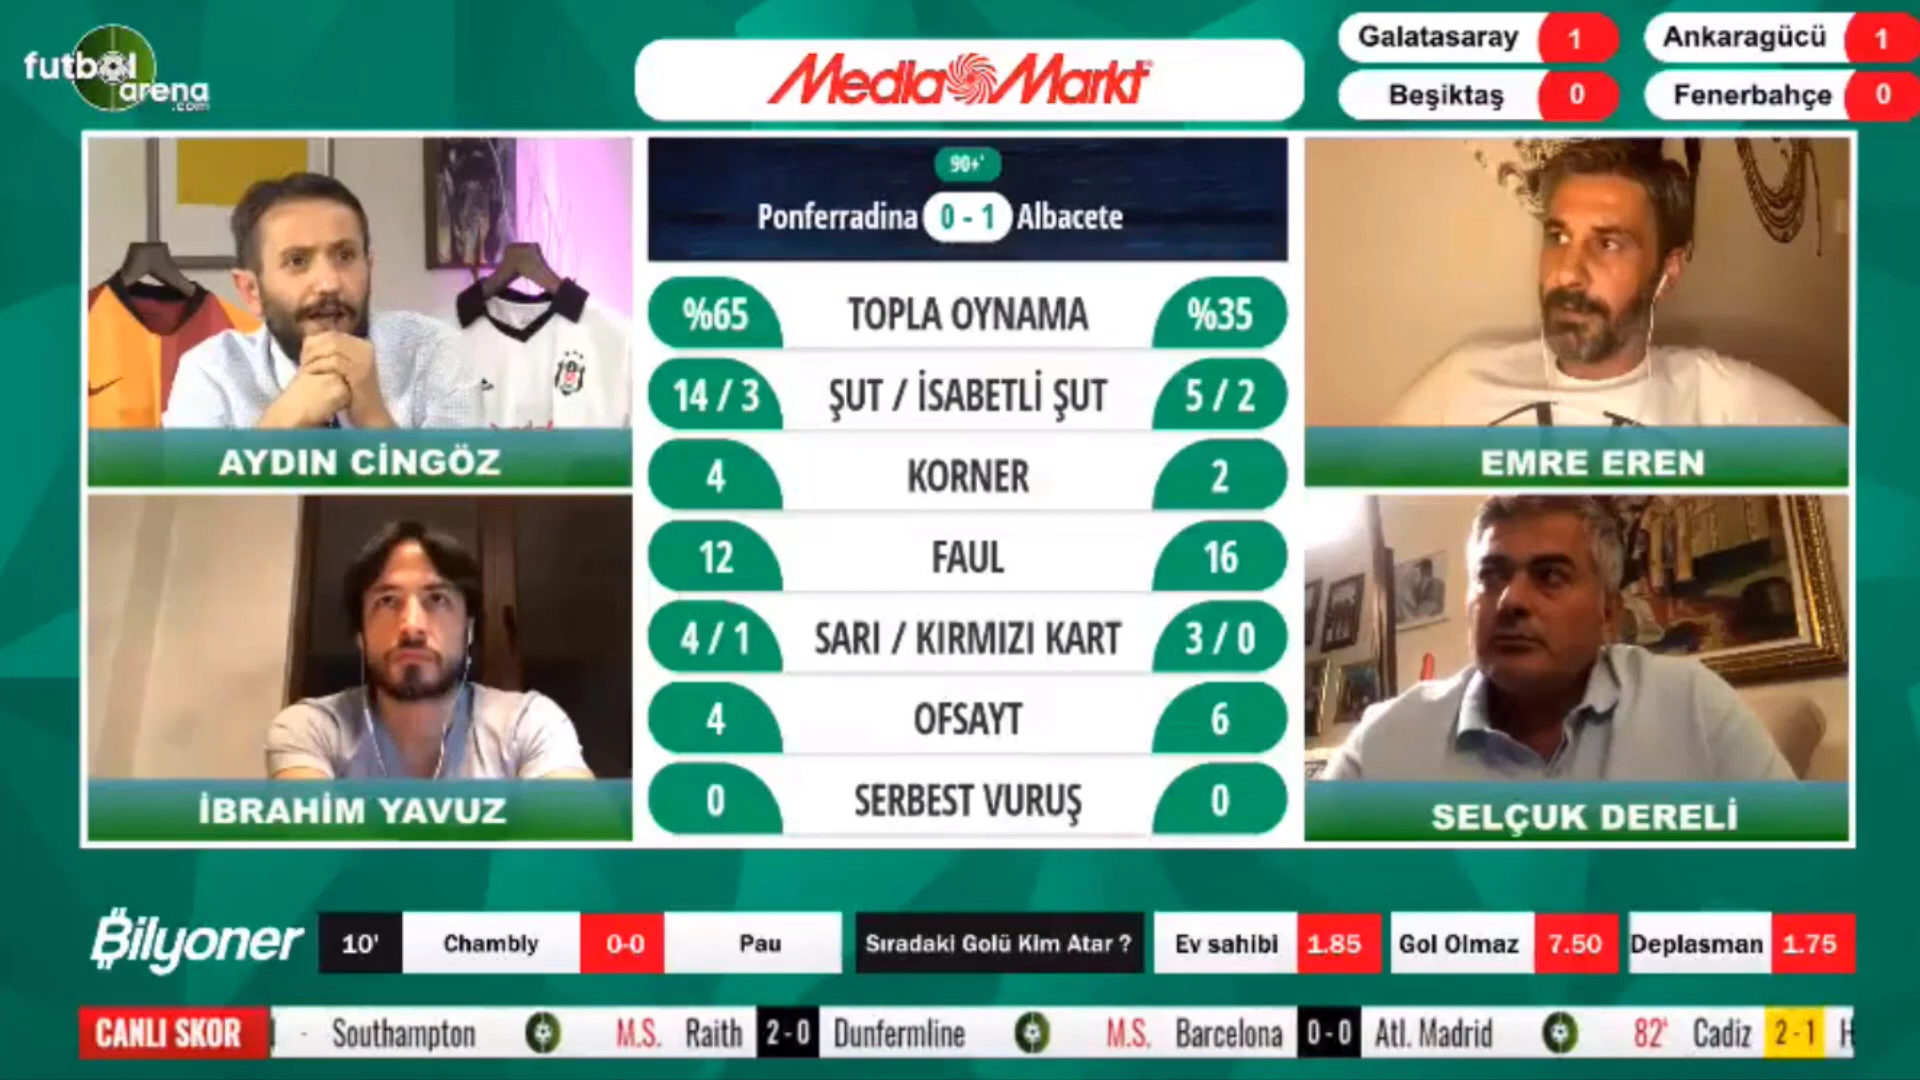 futbol
arena
.com
MediaMarkt
Galatasaray 1
Beşiktaş 0
Ankaragücü 1
Fenerbahçe 0
90+'
Ponferradina 0 - 1 Albacete
%65 TOPLA OYNAMA %35
14 / 3 ŞUT / İSABETLİ ŞUT 5 / 2
4 KORNER 2
12 FAUL 16
4 / 1 SARI / KIRMIZI KART 3 / 0
4 OFSAYT 6
0 SERBEST VURUŞ 0
AYDIN CİNGÖZ
EMRE EREN
İBRAHİM YAVUZ
SELÇUK DERELİ
Bilyoner 10' Chambly 0-0 Pau Sıradaki Golü Kim Atar ? Ev sahibi 1.85 Gol Olmaz 7.50 Deplasman 1.75
CANLI SKOR - Southampton M.S. Raith 2-0 Dunfermline M.S. Barcelona 0-0 Atl. Madrid 82' Cadiz 2-1